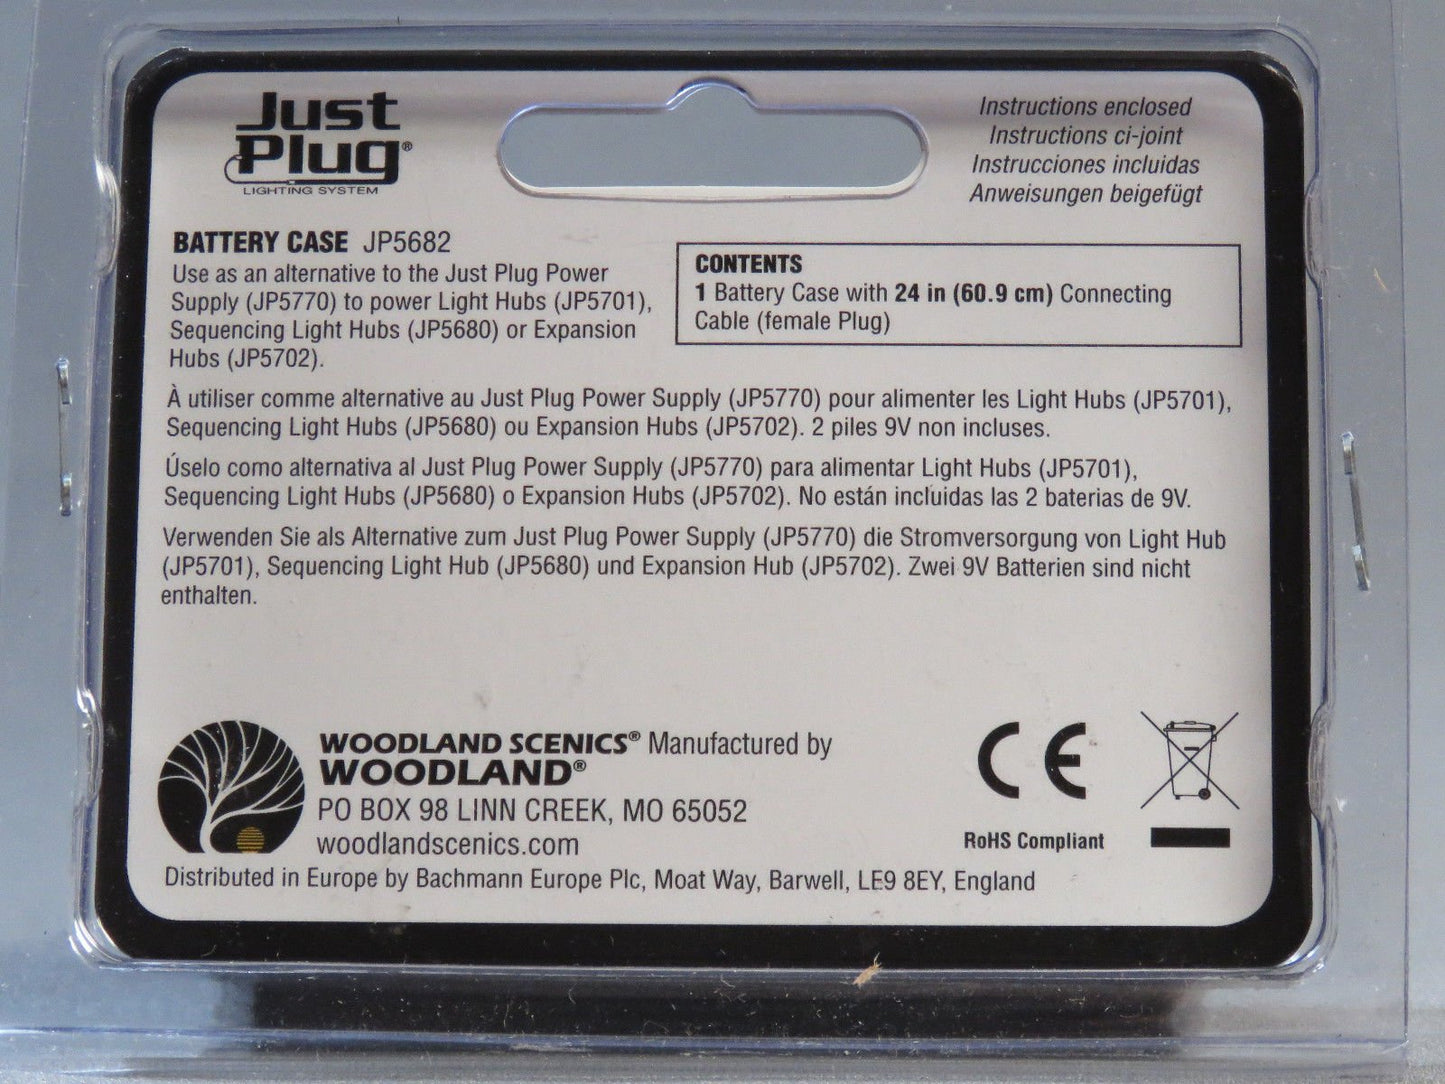 Just
Plug®
LIGHTING SYSTEM
Instructions enclosed
Instructions ci-joint
Instrucciones incluidas
Anweisungen beigefügt
BATTERY CASE JP5682
Use as an alternative to the Just Plug Power
Supply (JP5770) to power Light Hubs (JP5701),
Sequencing Light Hubs (JP5680) or Expansion
Hubs (JP5702).
CONTENTS
1 Battery Case with 24 in (60.9 cm) Connecting
Cable (female Plug)
À utiliser comme alternative au Just Plug Power Supply (JP5770) pour alimenter les Light Hubs (JP5701),
Sequencing Light Hubs (JP5680) ou Expansion Hubs (JP5702). 2 piles 9V non incluses.
Úselo como alternativa al Just Plug Power Supply (JP5770) para alimentar Light Hubs (JP5701),
Sequencing Light Hubs (JP5680) o Expansion Hubs (JP5702). No están incluidas las 2 baterias de 9V.
Verwenden Sie als Alternative zum Just Plug Power Supply (JP5770) die Stromversorgung von Light Hub
(JP5701), Sequencing Light Hub (JP5680) und Expansion Hub (JP5702). Zwei 9V Batterien sind nicht
enthalten.
WOODLAND SCENICS® Manufactured by
WOODLAND®
PO BOX 98 LINN CREEK, MO 65052
woodlandscenics.com
Distributed in Europe by Bachmann Europe Plc, Moat Way, Barwell, LE9 8EY, England
CE
RoHS Compliant